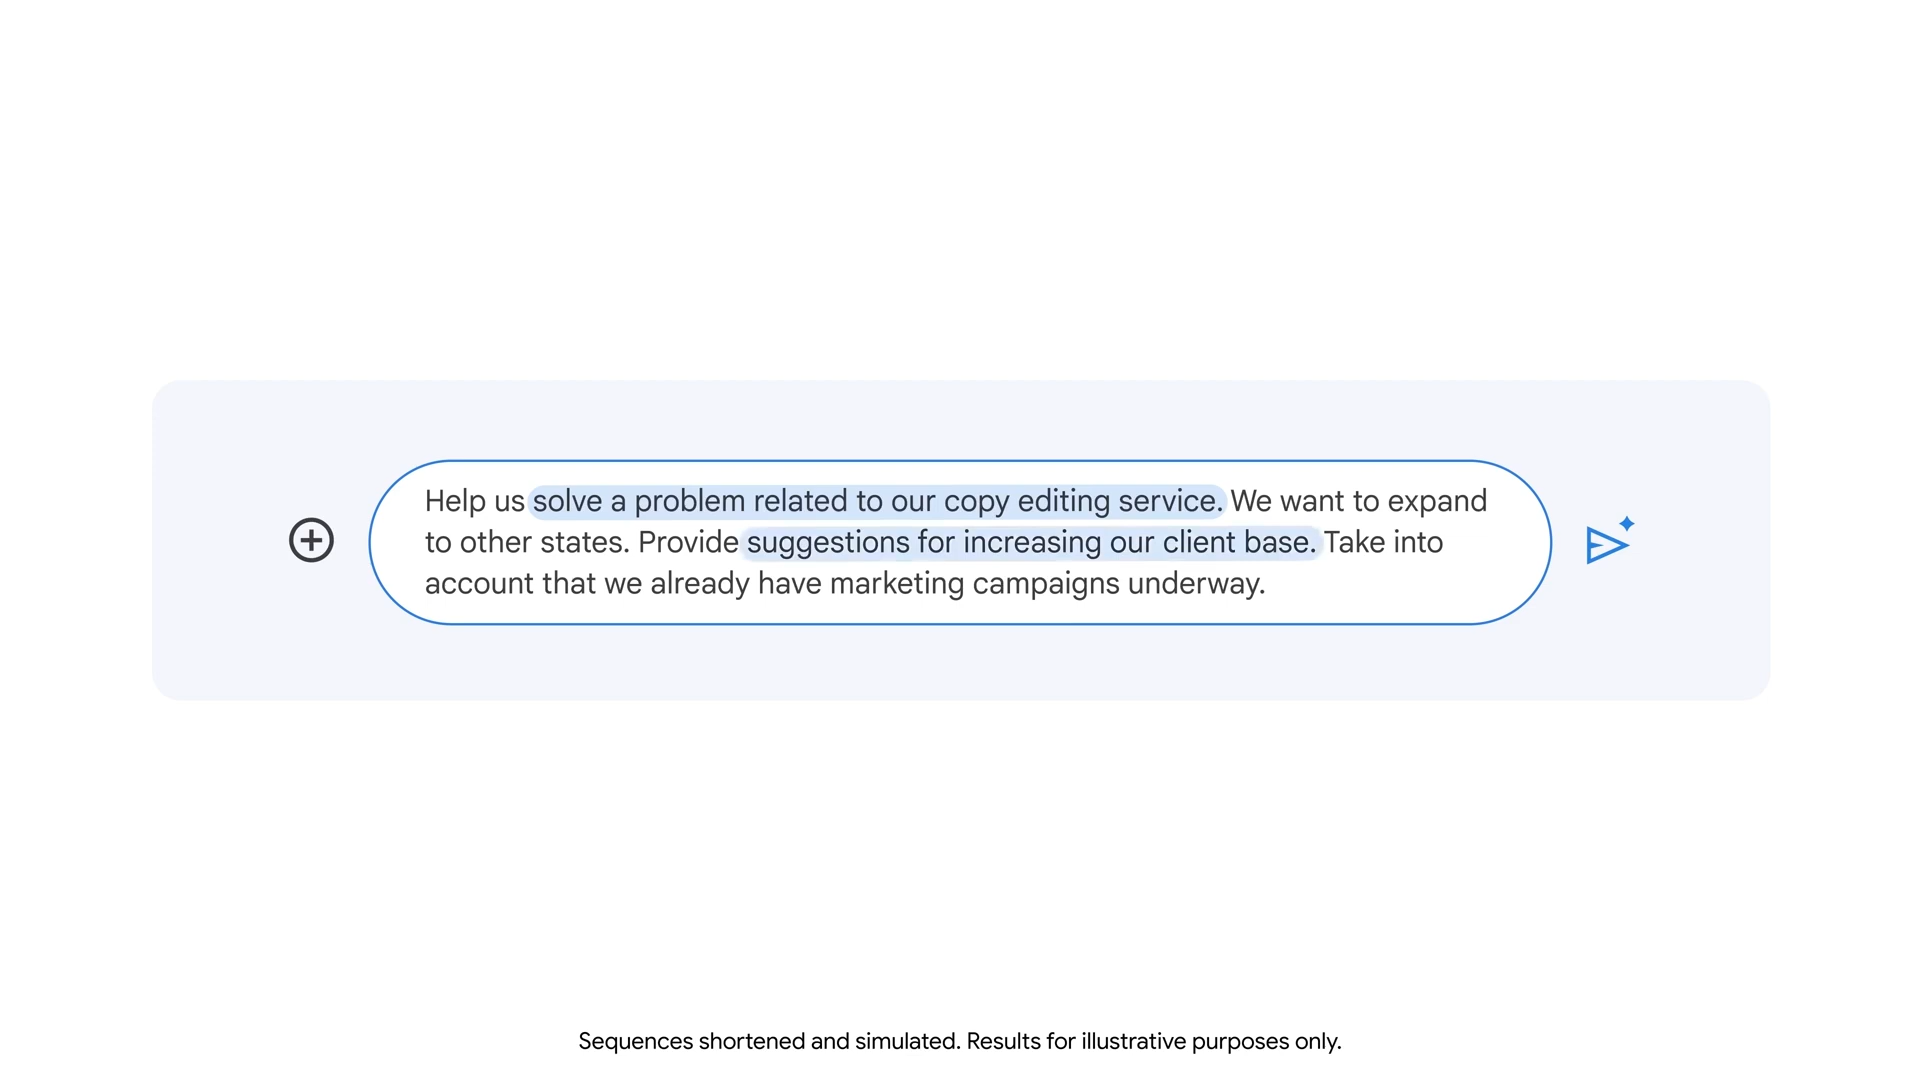 Help us solve a problem related to our copy editing service. We want to expand
to other states. Provide suggestions for increasing our client base. Take into
account that we already have marketing campaigns underway.
Sequences shortened and simulated. Results for illustrative purposes only.